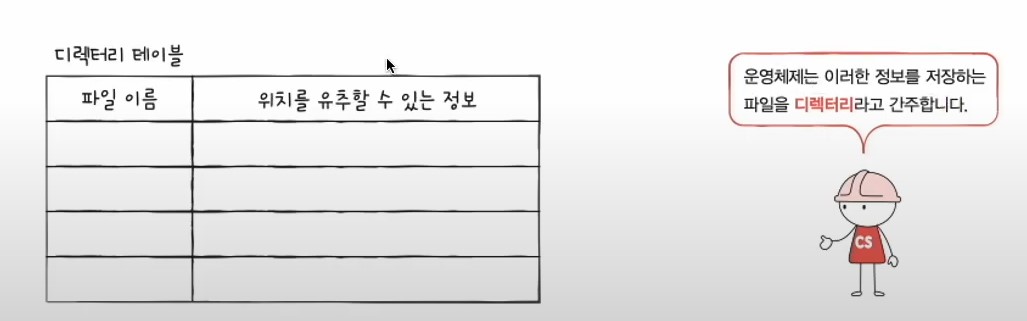 디렉터리 테이블
파일 이름
위치를 유추할 수 있는 정보
운영체제는 이러한 정보를 저장하는
파일을 디렉터리라고 간주합니다.
CS